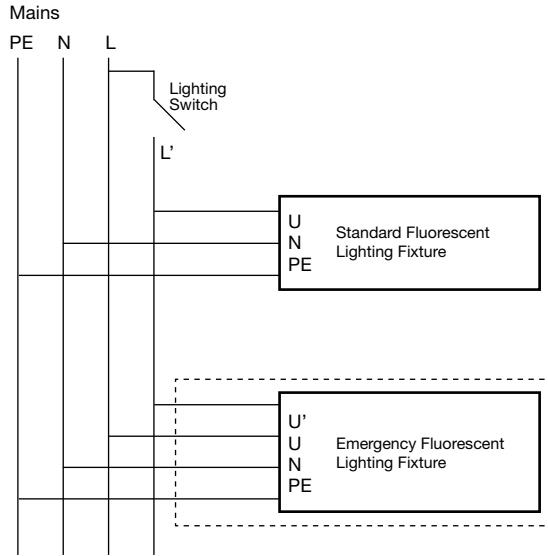 Mains
PE N L
Lighting
Switch
L'
U
N
PE
Standard Fluorescent
Lighting Fixture
U'
U
N
PE
Emergency Fluorescent
Lighting Fixture